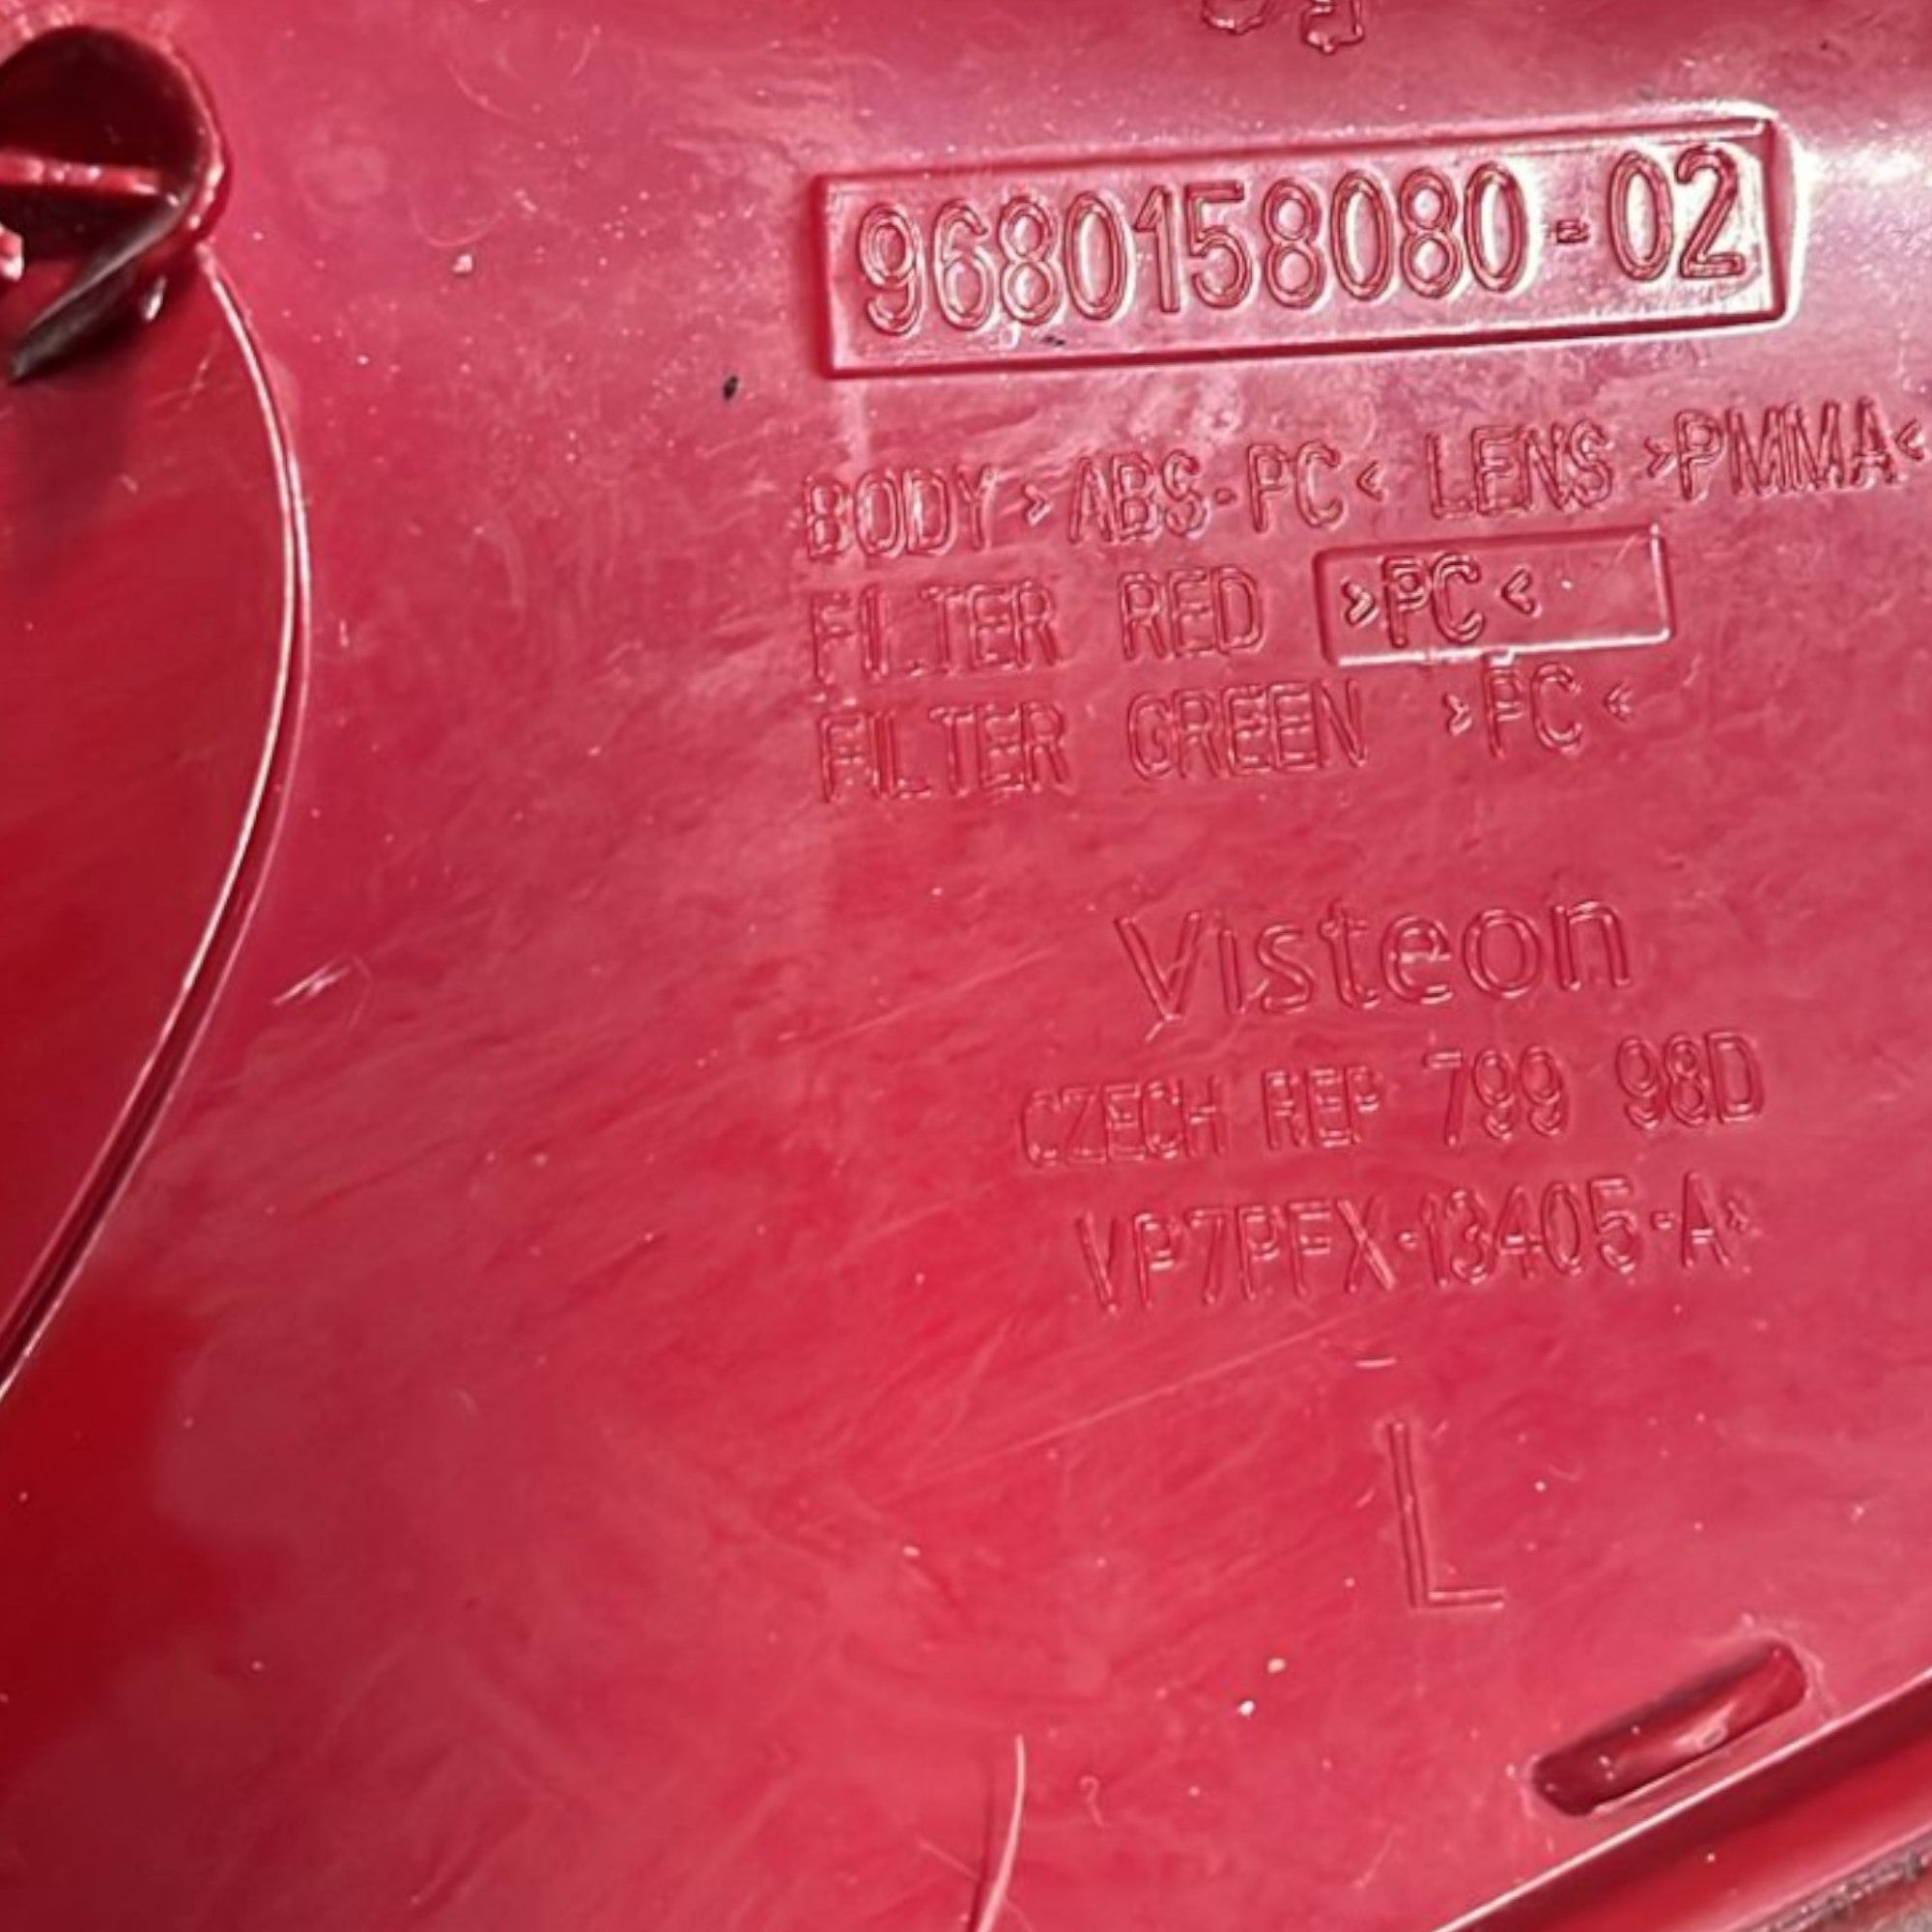 9680158080-02
BODY >ABS-PC< LENS >PMMA<
FILTER RED >PC<
FILTER GREEN >PC<
Visteon
CZECH REP 799 98D
VP7PFX-13405-A
L